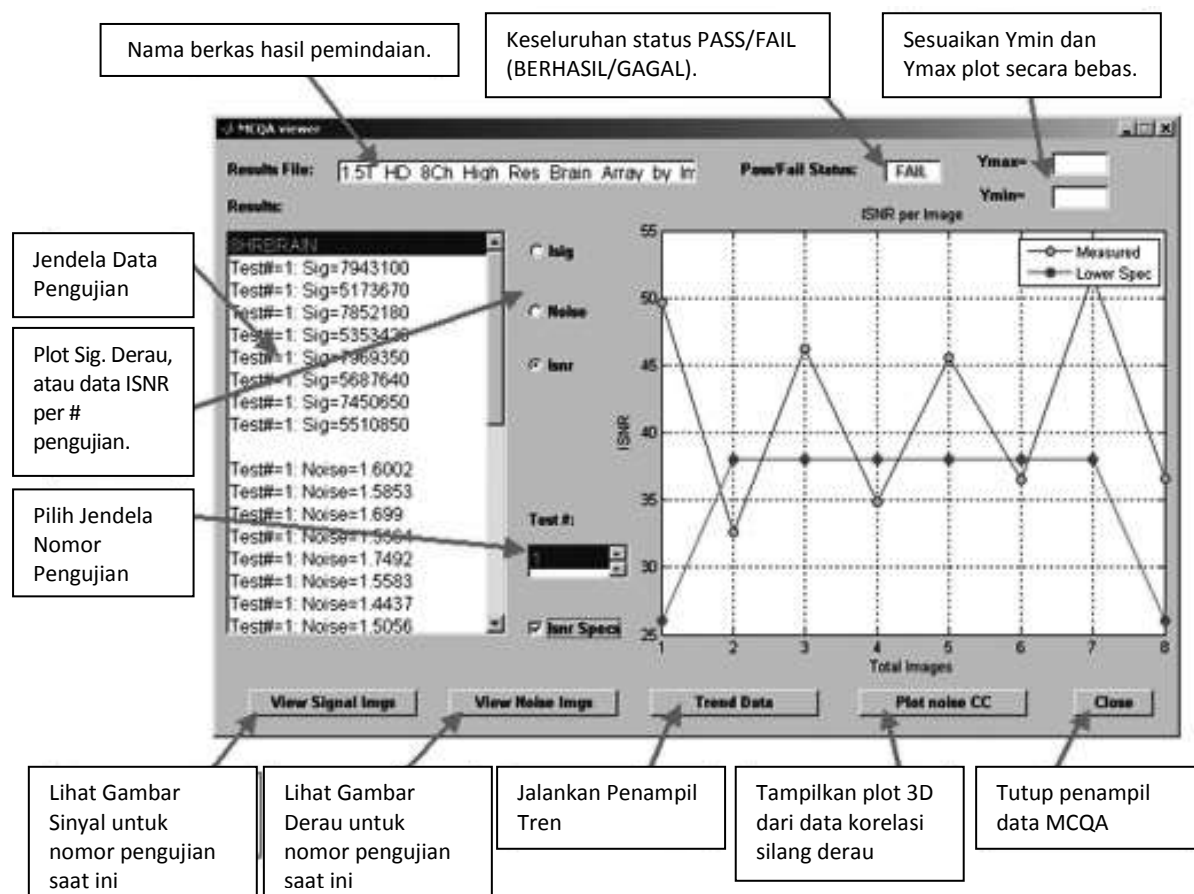 Nama berkas hasil pemindaian.
Keseluruhan status PASS/FAIL
(BERHASIL/GAGAL).
Sesuaikan Ymin dan
Ymax plot secara bebas.
MCQA viewer
Results File:
1.5T HD 8Ch High Res Brain Array by Im
Pass/Fail Status:
FAIL
Ymax=
Ymin=
Results:
8HRBRAIN
Test#=1: Sig=7943100
Test#=1: Sig=5173670
Test#=1: Sig=7852180
Test#=1: Sig=5353430
Test#=1: Sig=7969350
Test#=1: Sig=5687640
Test#=1: Sig=7450650
Test#=1: Sig=5510850
Test#=1: Noise=1.6002
Test#=1: Noise=1.5853
Test#=1: Noise=1.699
Test#=1:
Test#=1: Noise=1.7492
Test#=1: Noise=1.5583
Test#=1: Noise=1.4437
Test#=1: Noise=1.5056
Isig
Noise
Isnr
Test #:
1
Isnr Specs
ISNR per Image
Measured
Lower Spec
ISNR
55
50
45
40
35
30
25
1 2 3 4 5 6 7 8
Total Images
View Signal Imgs
View Noise Imgs
Trend Data
Plot noise CC
Close
Jendela Data
Pengujian
Plot Sig. Derau,
atau data ISNR
per #
pengujian.
Pilih Jendela
Nomor
Pengujian
Lihat Gambar
Sinyal untuk
nomor pengujian
saat ini
Lihat Gambar
Derau untuk
nomor pengujian
saat ini
Jalankan Penampil
Tren
Tampilkan plot 3D
dari data korelasi
silang derau
Tutup penampil
data MCQA